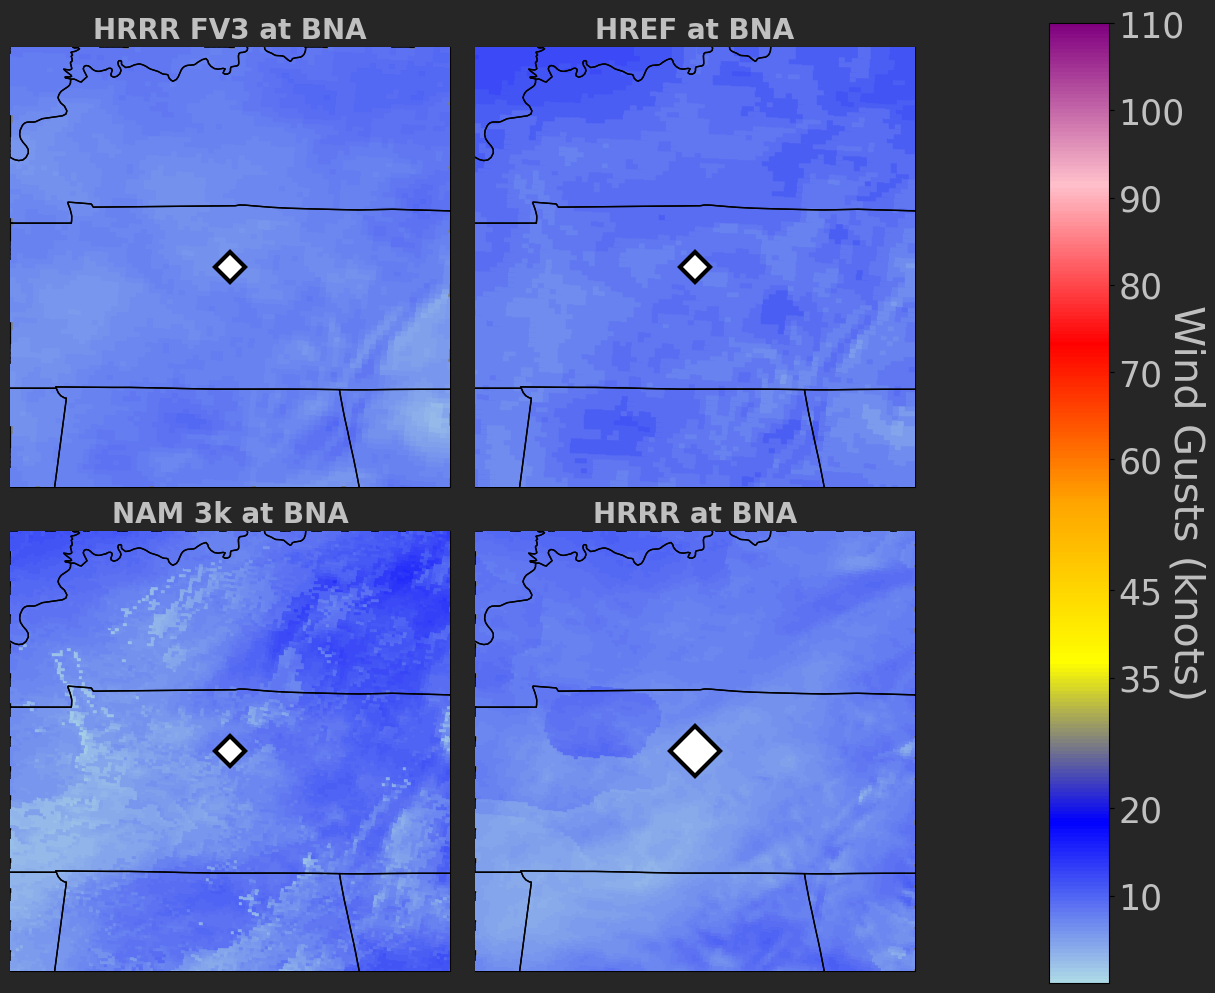 HRRR FV3 at BNA
HREF at BNA
NAM 3k at BNA
HRRR at BNA
110
100
90
80
70
60
45
35
20
10
Wind Gusts (knots)